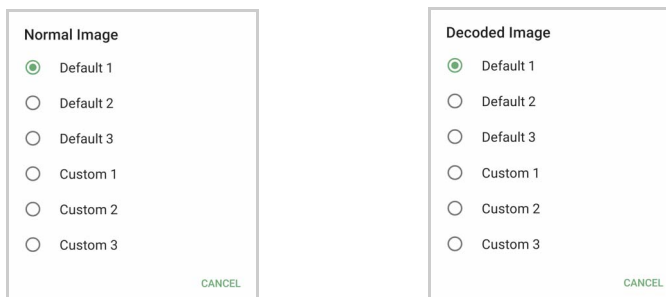 Normal Image
Default 1
Default 2
Default 3
Custom 1
Custom 2
Custom 3
CANCEL
Decoded Image
Default 1
Default 2
Default 3
Custom 1
Custom 2
Custom 3
CANCEL